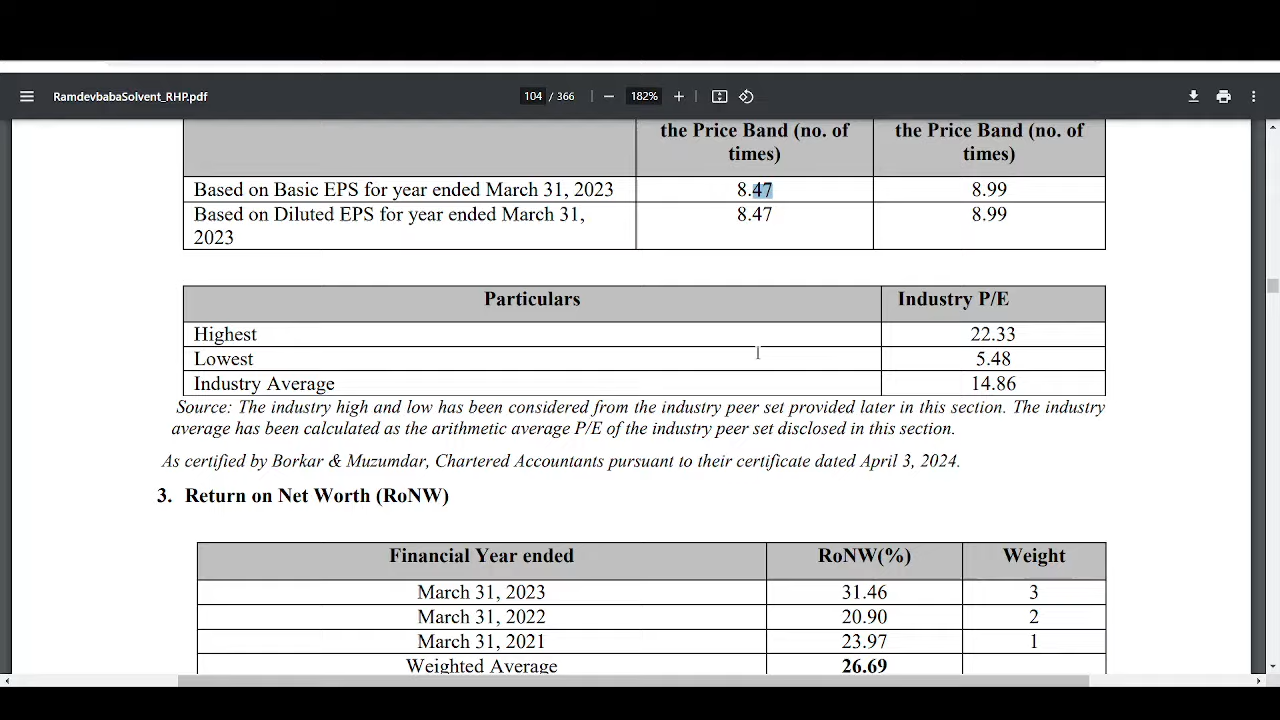 RamdevbabaSolvent_RHP.pdf
104 / 366
182%
the Price Band (no. of times)
the Price Band (no. of times)
Based on Basic EPS for year ended March 31, 2023 8.47 8.99
Based on Diluted EPS for year ended March 31, 2023 8.47 8.99
Particulars Industry P/E
Highest 22.33
Lowest 5.48
Industry Average 14.86
Source: The industry high and low has been considered from the industry peer set provided later in this section. The industry
average has been calculated as the arithmetic average P/E of the industry peer set disclosed in this section.
As certified by Borkar & Muzumdar, Chartered Accountants pursuant to their certificate dated April 3, 2024.
3. Return on Net Worth (RoNW)
Financial Year ended RoNW(%) Weight
March 31, 2023 31.46 3
March 31, 2022 20.90 2
March 31, 2021 23.97 1
Weighted Average 26.69